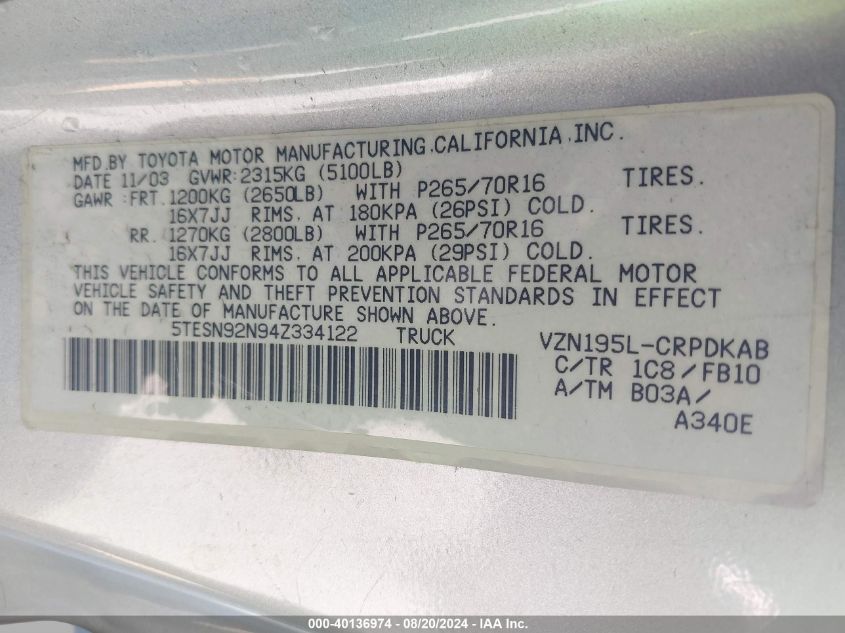 MFD.BY TOYOTA MOTOR MANUFACTURING.CALIFORNIA.INC.
DATE 11/03 GVWR:2315KG (5100LB)
GAWR:FRT.1200KG (2650LB) WITH P265/70R16 TIRES.
16X7JJ RIMS. AT 180KPA (26PSI) COLD.
RR. 1270KG (2800LB) WITH P265/70R16 TIRES.
16X7JJ RIMS. AT 200KPA (29PSI) COLD.
THIS VEHICLE CONFORMS TO ALL APPLICABLE FEDERAL MOTOR
VEHICLE SAFETY AND THEFT PREVENTION STANDARDS IN EFFECT
ON THE DATE OF MANUFACTURE SHOWN ABOVE.
5TESN92N94Z334122 TRUCK
VZN195L-CRPDKAB
C/TR 1C8/FB10
A/TM B03A/
A340E
000-40136974 - 08/20/2024 - IAA Inc.